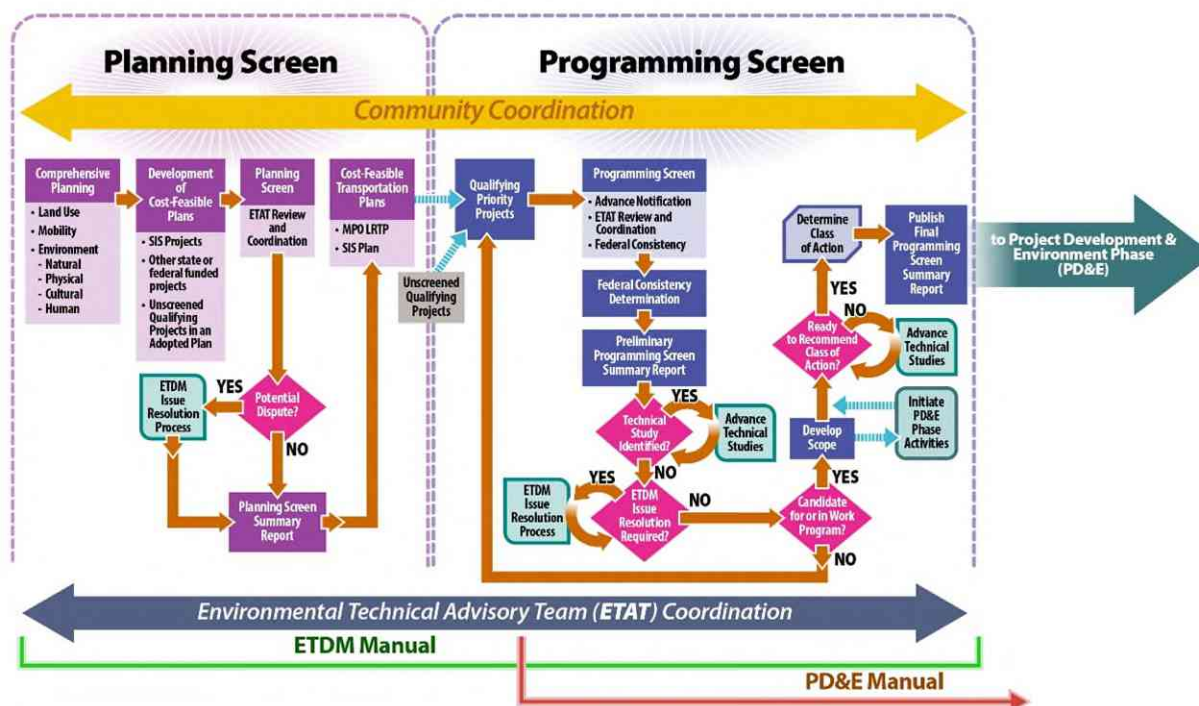 Planning Screen
Programming Screen
Community Coordination
Comprehensive
Planning
• Land Use
• Mobility
• Environment
- Natural
- Physical
- Cultural
- Human
Development
of
Cost-Feasible
Plans
• SIS Projects
• Other state or
federal funded
projects
• Unscreened
Qualifying
Projects in an
Adopted Plan
Planning
Screen
ETAT Review
and
Coordination
Cost-Feasible
Transportation
Plans
• MPO LRTP
• SIS Plan
Potential
Dispute?
YES
NO
ETDM
Issue
Resolution
Process
Planning Screen
Summary
Report
Unscreened
Qualifying
Projects
Qualifying
Priority
Projects
Programming Screen
• Advance Notification
• ETAT Review and
Coordination
• Federal Consistency
Federal Consistency
Determination
Preliminary
Programming Screen
Summary Report
Technical
Study
Identified?
YES
Advance
Technical
Studies
NO
ETDM
Issue
Resolution
Required?
YES
ETDM
Issue
Resolution
Process
NO
Candidate
for or in Work
Program?
NO
YES
Develop
Scope
Initiate
PD&E
Phase
Activities
Ready
to Recommend
Class of
Action?
NO
Advance
Technical
Studies
YES
Determine
Class
of Action
Publish
Final
Programming
Screen
Summary
Report
to Project Development &
Environment Phase
(PD&E)
Environmental Technical Advisory Team (ETAT) Coordination
ETDM Manual
PD&E Manual